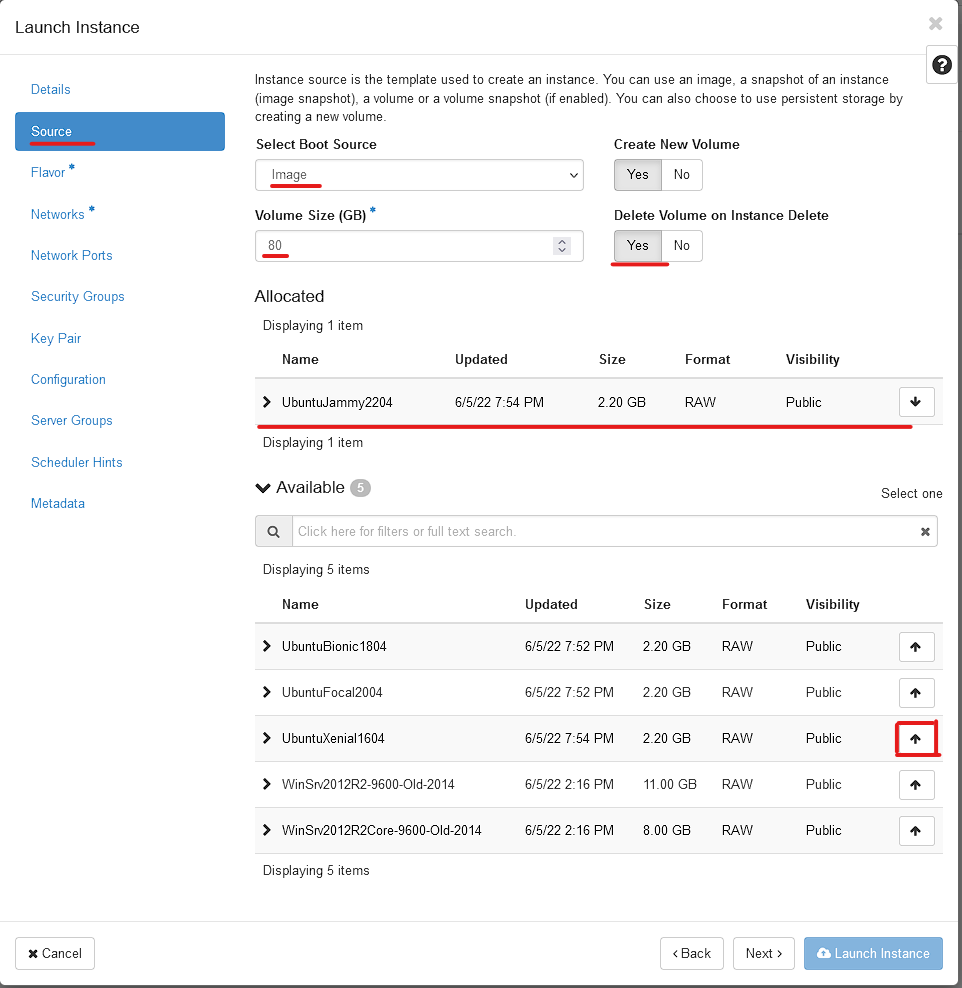 Launch Instance
Details
Source
Flavor *
Networks *
Network Ports
Security Groups
Key Pair
Configuration
Server Groups
Scheduler Hints
Metadata
Instance source is the template used to create an instance. You can use an image, a snapshot of an instance
(image snapshot), a volume or a volume snapshot (if enabled). You can also choose to use persistent storage by
creating a new volume.
Select Boot Source
Image
Create New Volume
Yes No
Volume Size (GB) *
80
Delete Volume on Instance Delete
Yes No
Allocated
Displaying 1 item
Name Updated Size Format Visibility
UbuntuJammy2204 6/5/22 7:54 PM 2.20 GB RAW Public
Displaying 1 item
Available 5
Select one
Click here for filters or full text search.
Displaying 5 items
Name Updated Size Format Visibility
UbuntuBionic1804 6/5/22 7:52 PM 2.20 GB RAW Public
UbuntuFocal2004 6/5/22 7:52 PM 2.20 GB RAW Public
UbuntuXenial1604 6/5/22 7:54 PM 2.20 GB RAW Public
WinSrv2012R2-9600-Old-2014 6/5/22 2:16 PM 11.00 GB RAW Public
WinSrv2012R2Core-9600-Old-2014 6/5/22 2:16 PM 8.00 GB RAW Public
Displaying 5 items
Cancel
Back
Next
Launch Instance